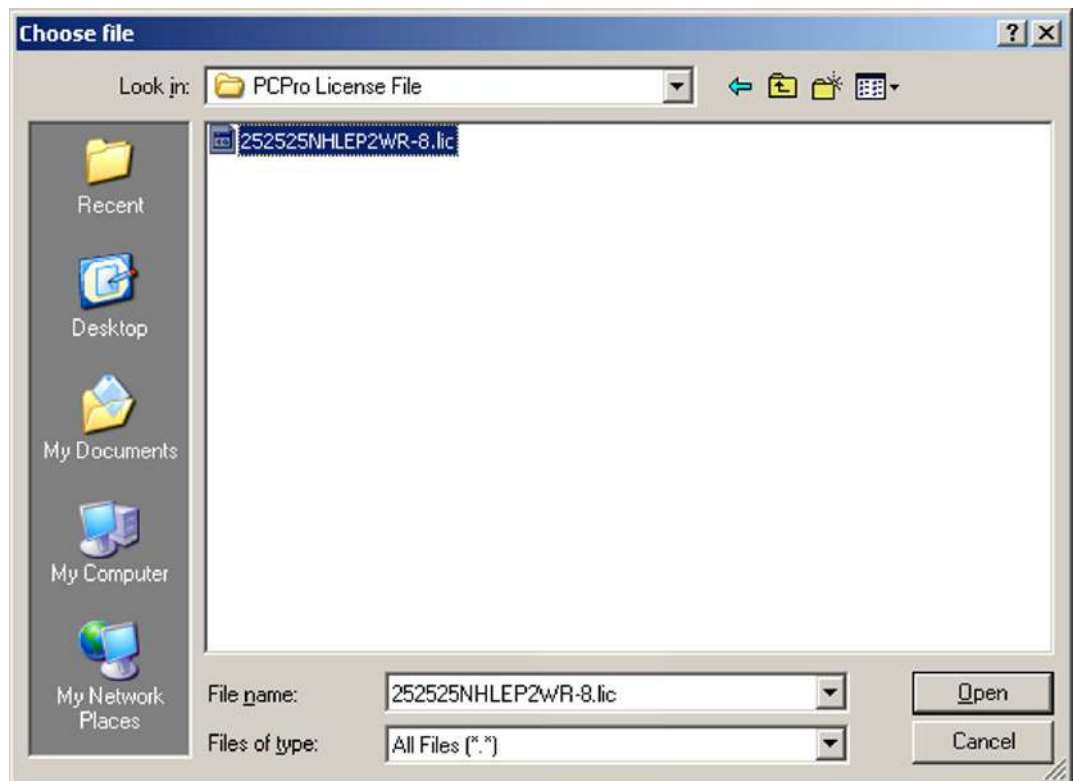 Choose file
Look in: PCPro License File
252525NHLEP2WR-8.lic
Recent
Desktop
My Documents
My Computer
My Network
Places
File name: 252525NHLEP2WR-8.lic Open
Files of type: All Files (*.*) Cancel